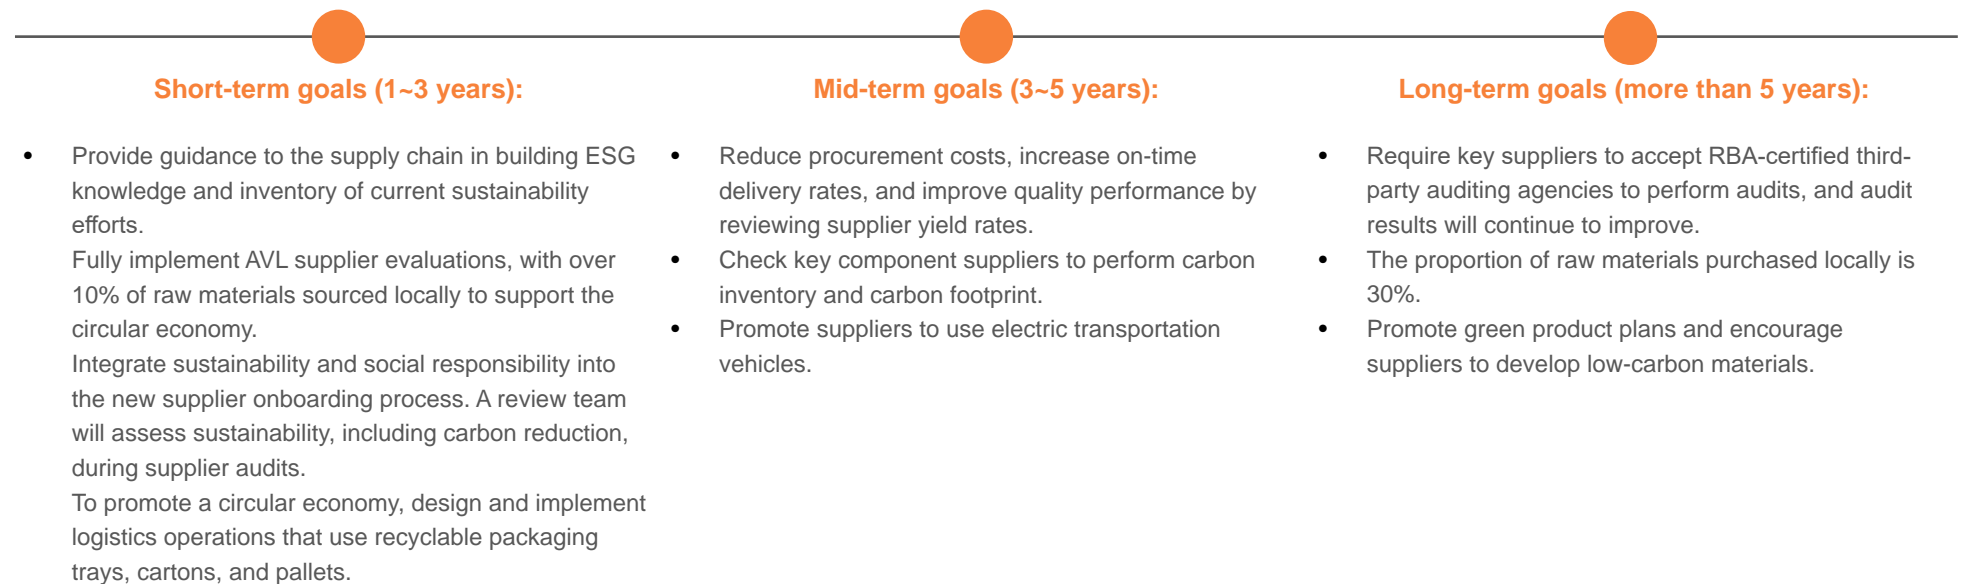 Short-term goals (1~3 years):
• Provide guidance to the supply chain in building ESG
knowledge and inventory of current sustainability
efforts.
Fully implement AVL supplier evaluations, with over
10% of raw materials sourced locally to support the
circular economy.
Integrate sustainability and social responsibility into
the new supplier onboarding process. A review team
will assess sustainability, including carbon reduction,
during supplier audits.
To promote a circular economy, design and implement
logistics operations that use recyclable packaging
trays, cartons, and pallets.
Mid-term goals (3~5 years):
• Reduce procurement costs, increase on-time
delivery rates, and improve quality performance by
reviewing supplier yield rates.
• Check key component suppliers to perform carbon
inventory and carbon footprint.
• Promote suppliers to use electric transportation
vehicles.
Long-term goals (more than 5 years):
• Require key suppliers to accept RBA-certified third-
party auditing agencies to perform audits, and audit
results will continue to improve.
• The proportion of raw materials purchased locally is
30%.
• Promote green product plans and encourage
suppliers to develop low-carbon materials.